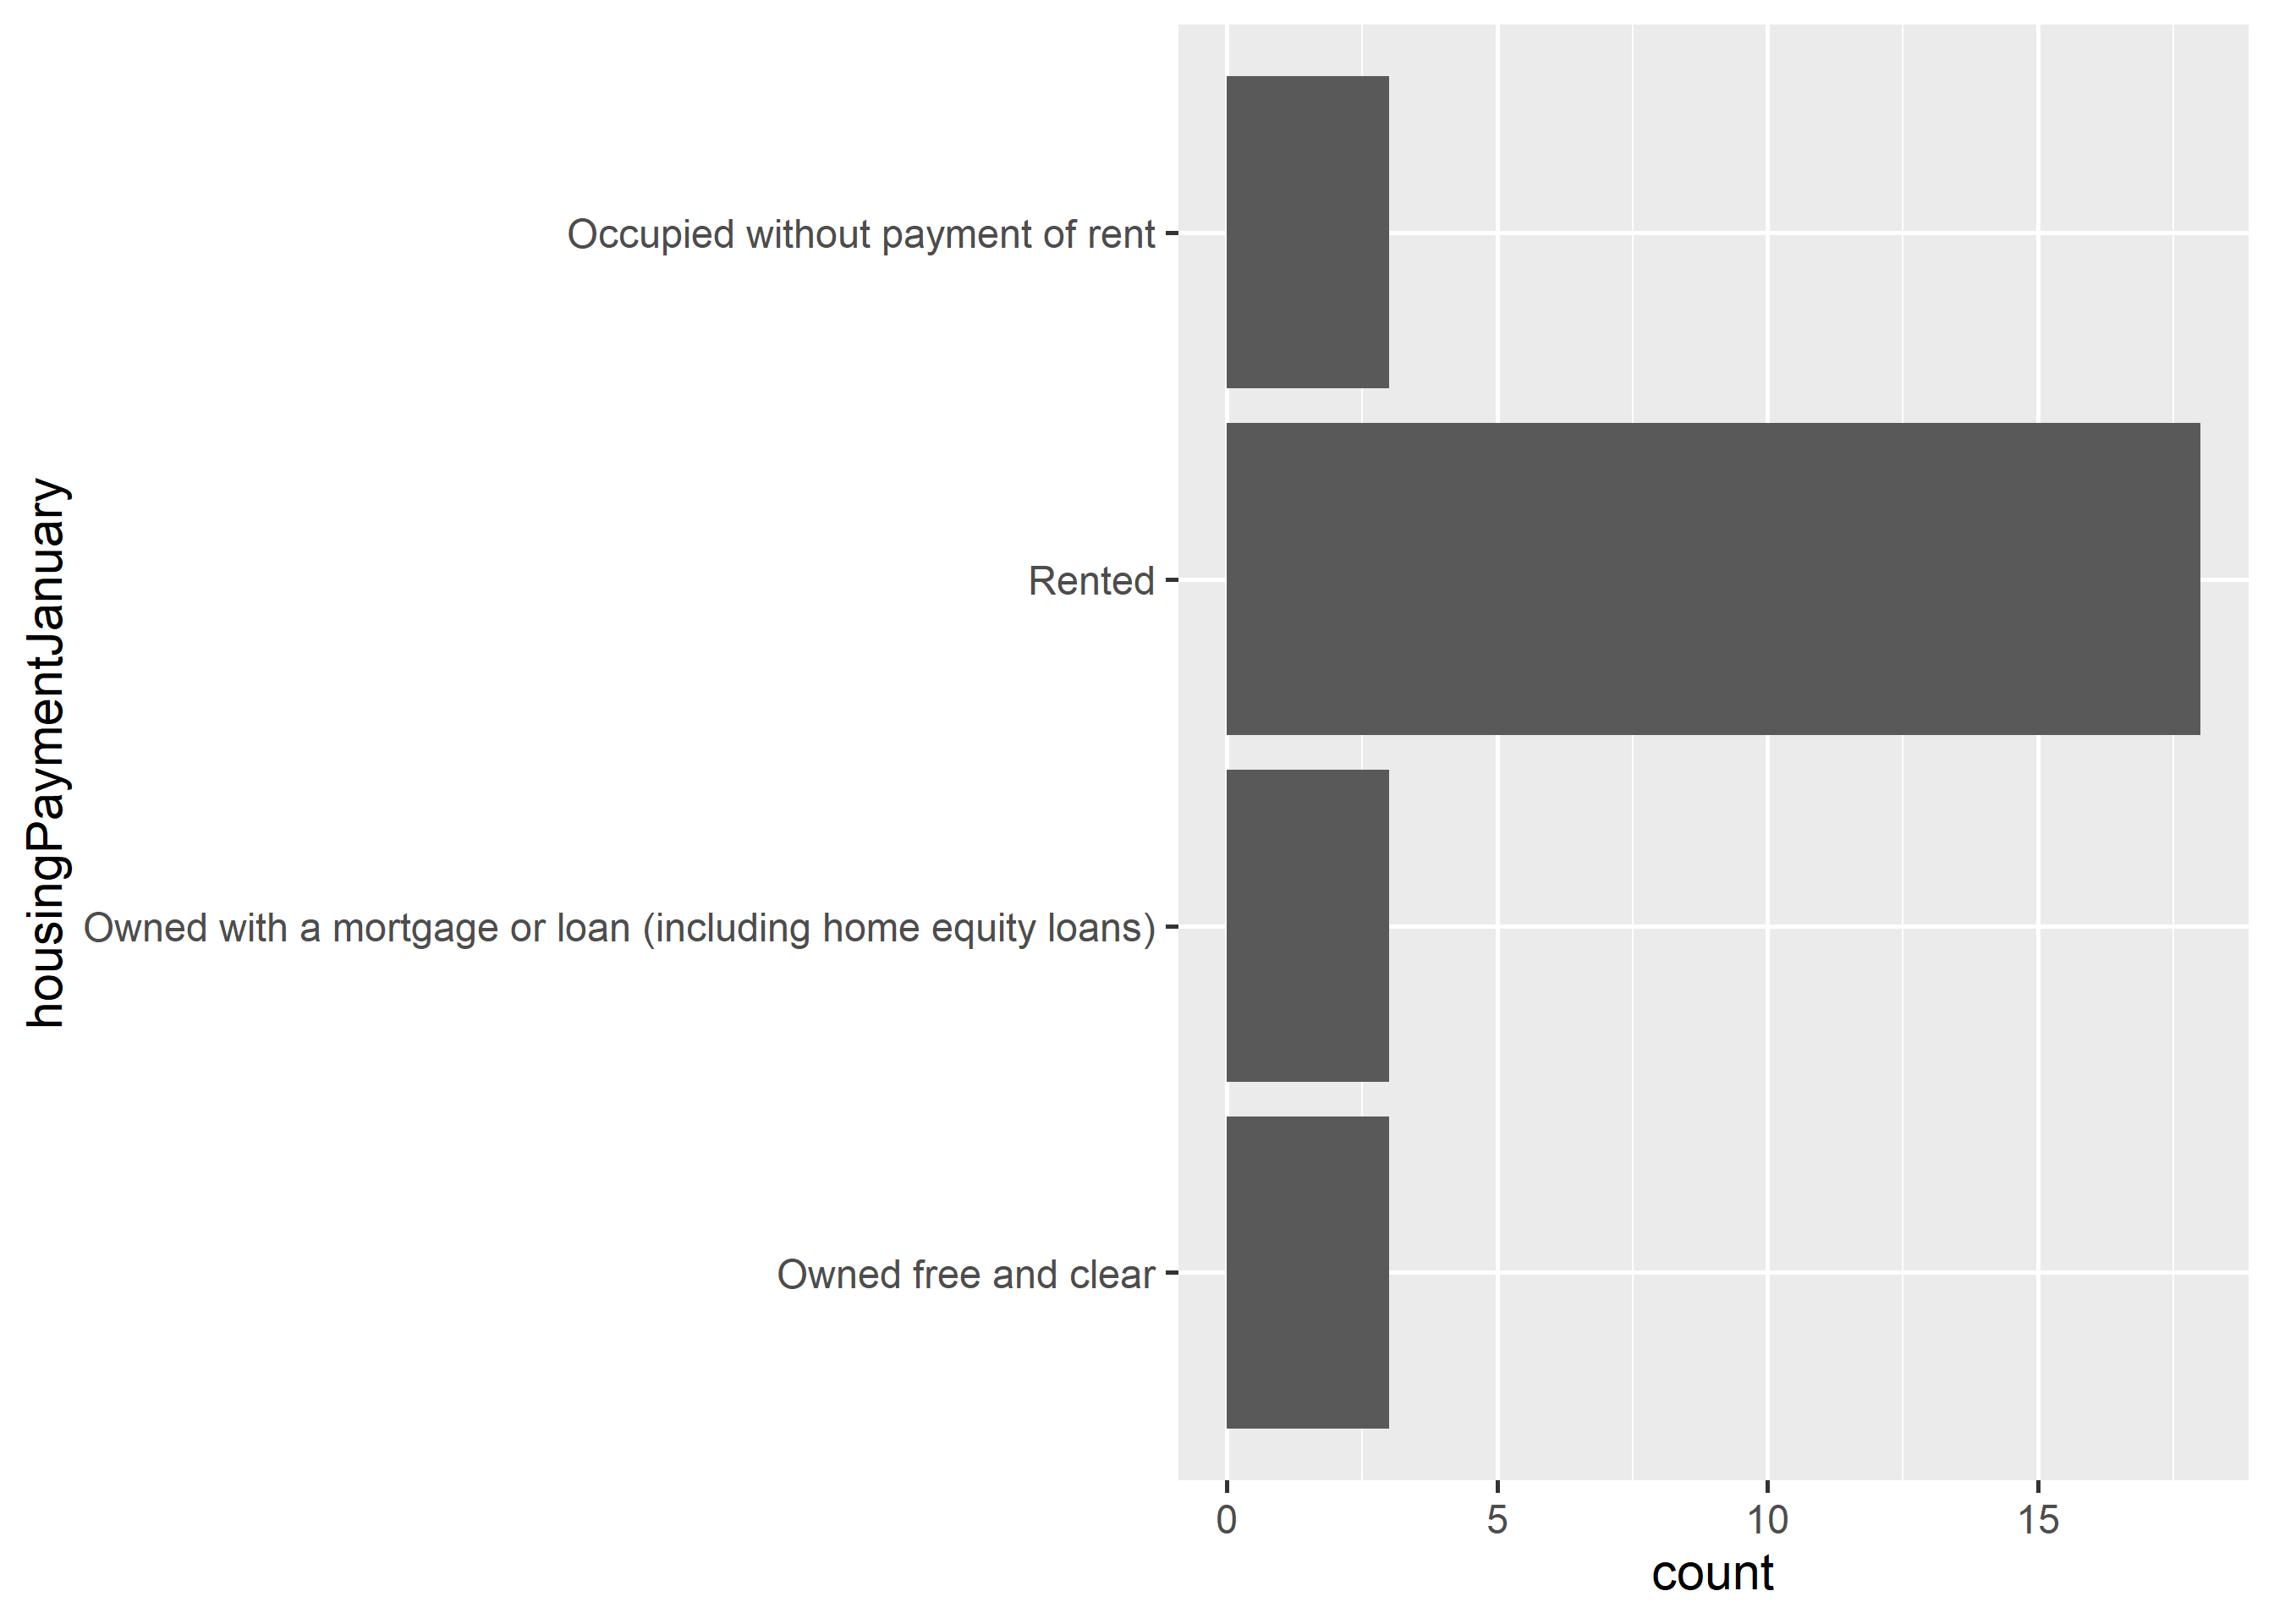 housingPaymentJanuary
Occupied without payment of rent
Rented
Owned with a mortgage or loan (including home equity loans)
Owned free and clear
0 5 10 15
count